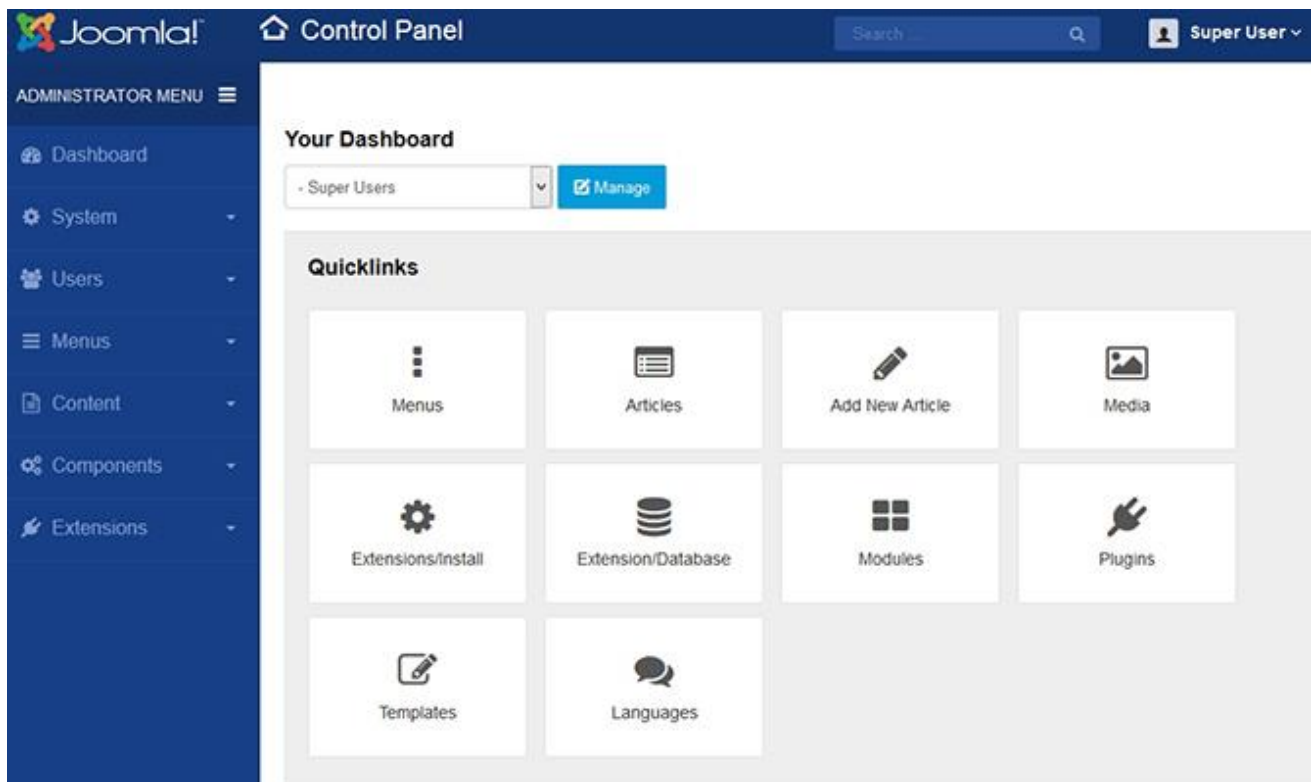 Joomla!
Control Panel
Search ...
Super User
ADMINISTRATOR MENU
Dashboard
System
Users
Menus
Content
Components
Extensions
Your Dashboard
- Super Users
Manage
Quicklinks
Menus
Articles
Add New Article
Media
Extensions/Install
Extension/Database
Modules
Plugins
Templates
Languages